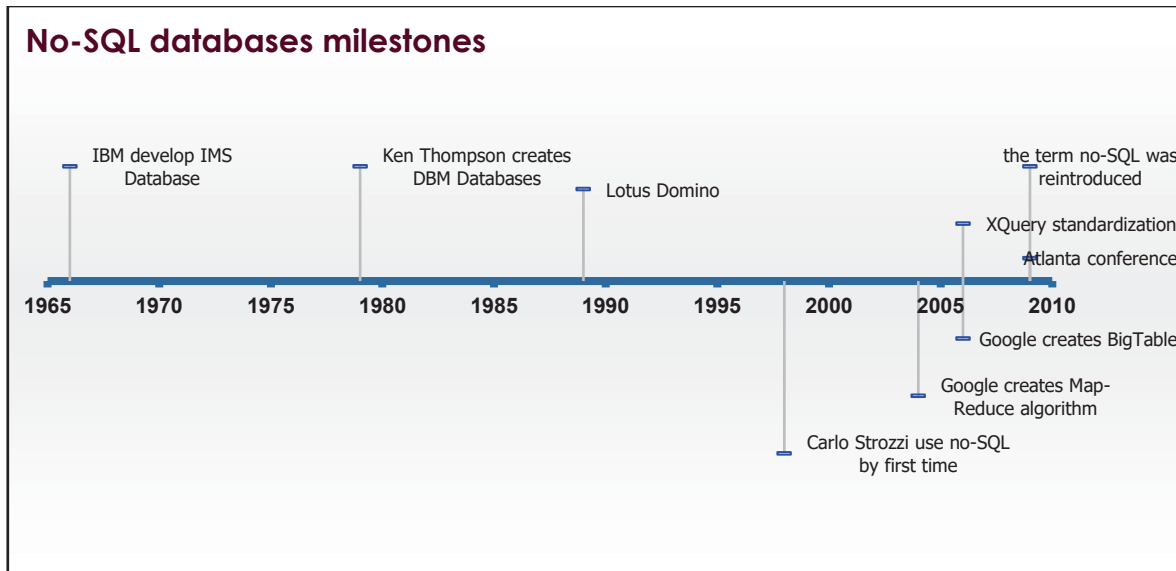 No-SQL databases milestones
IBM develop IMS
Database
Ken Thompson creates
DBM Databases
Lotus Domino
the term no-SQL was
reintroduced
XQuery standardization
Atlanta conference
1965
1970
1975
1980
1985
1990
1995
2000
2005
2010
Google creates BigTable
Google creates Map-
Reduce algorithm
Carlo Strozzi use no-SQL
by first time